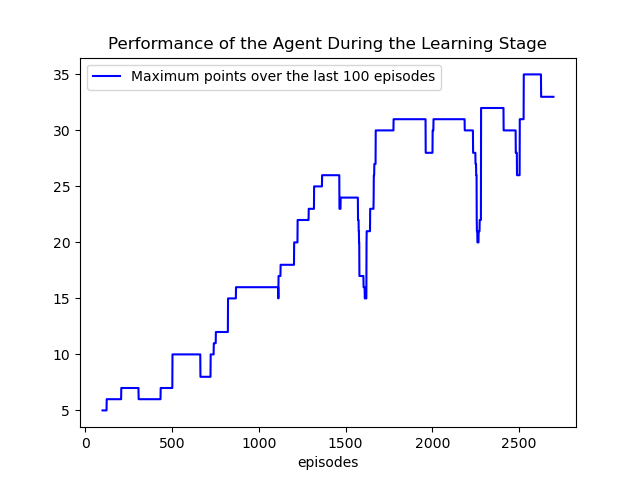 Performance of the Agent During the Learning Stage
Maximum points over the last 100 episodes
35
30
25
20
15
10
5
0 500 1000 1500 2000 2500
episodes